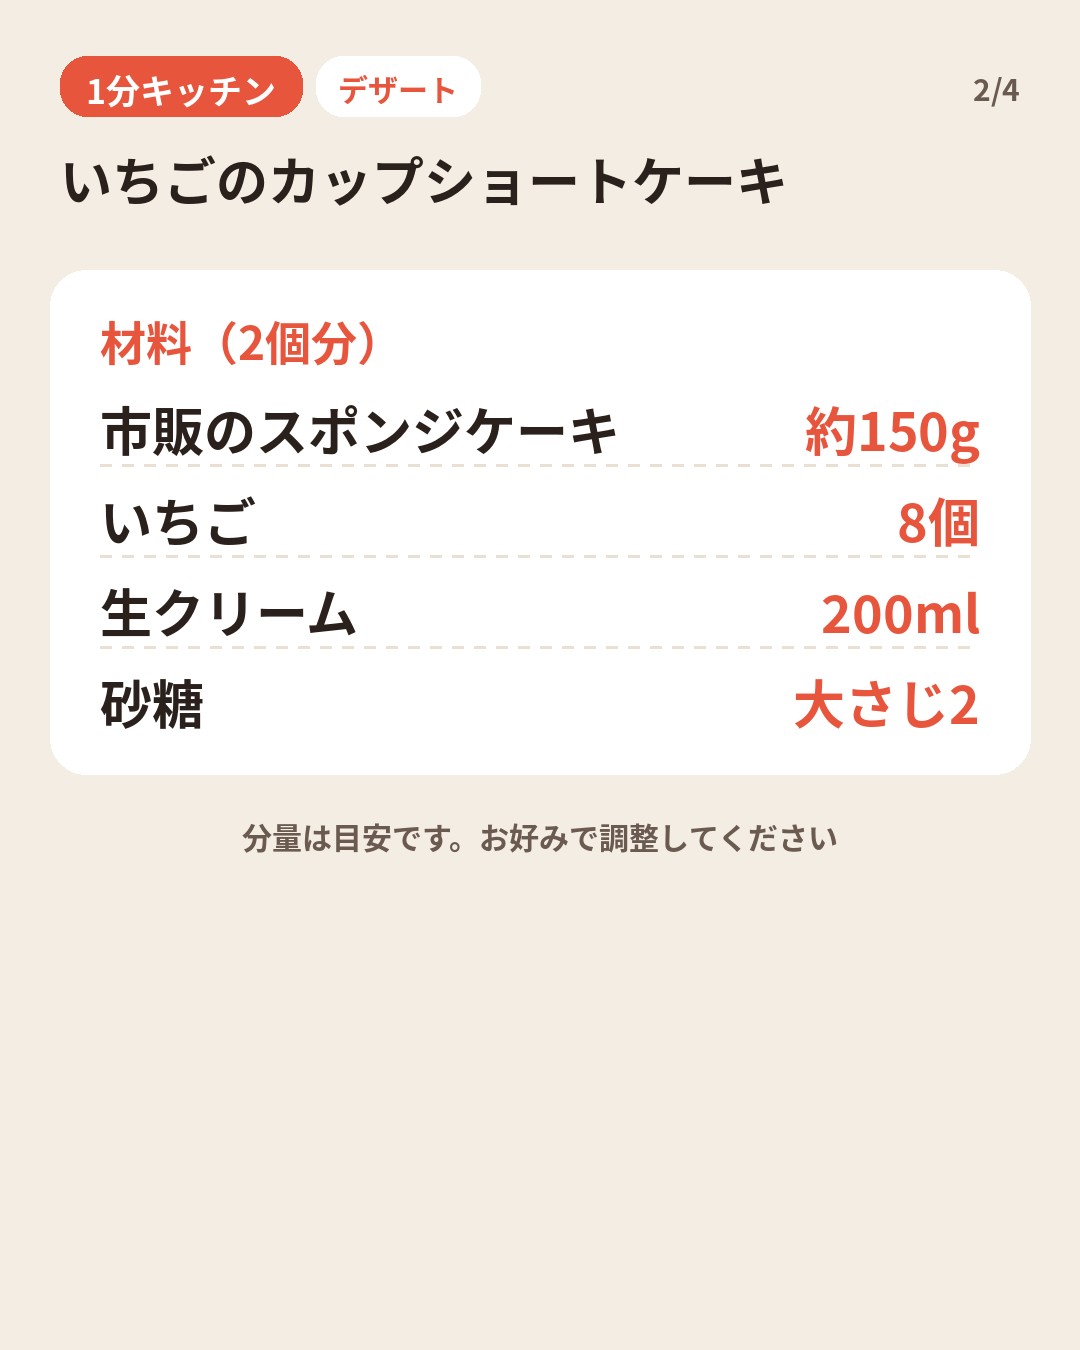 1分キッチン デザート 2/4
いちごのカップショートケーキ
材料（2個分）
市販のスポンジケーキ 約150g
いちご 8個
生クリーム 200ml
砂糖 大さじ2
分量は目安です。お好みで調整してください